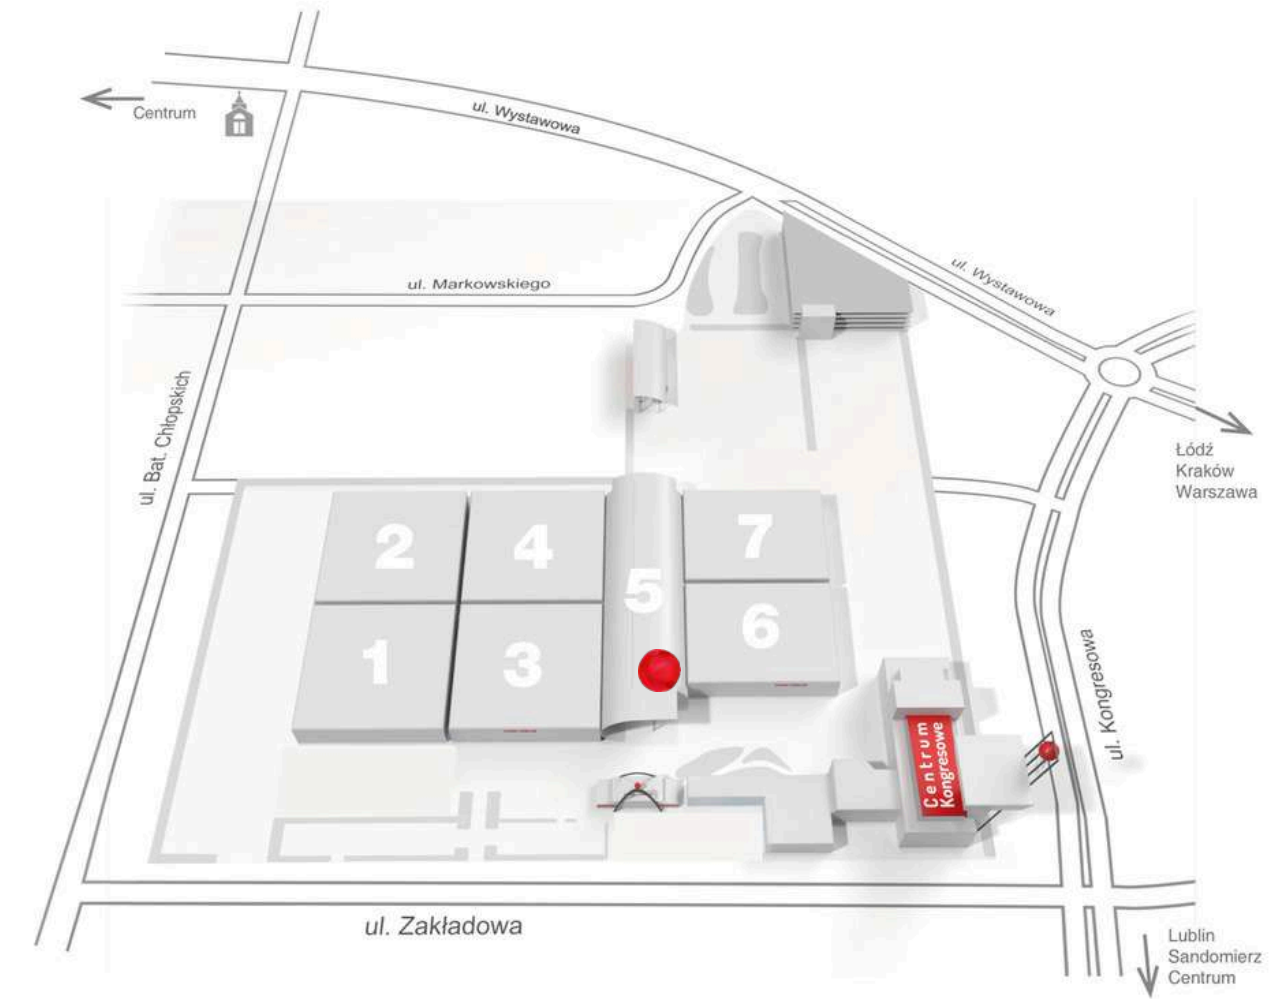 Centrum
ul. Wystawowa
ul. Wystawowa
ul. Markowskiego
ul. Bat. Chłopskich
Łódź
Kraków
Warszawa
2
4
7
5
6
1
3
ul. Kongresowa
Centrum
Kongresowe
ul. Zakładowa
Lublin
Sandomierz
Centrum